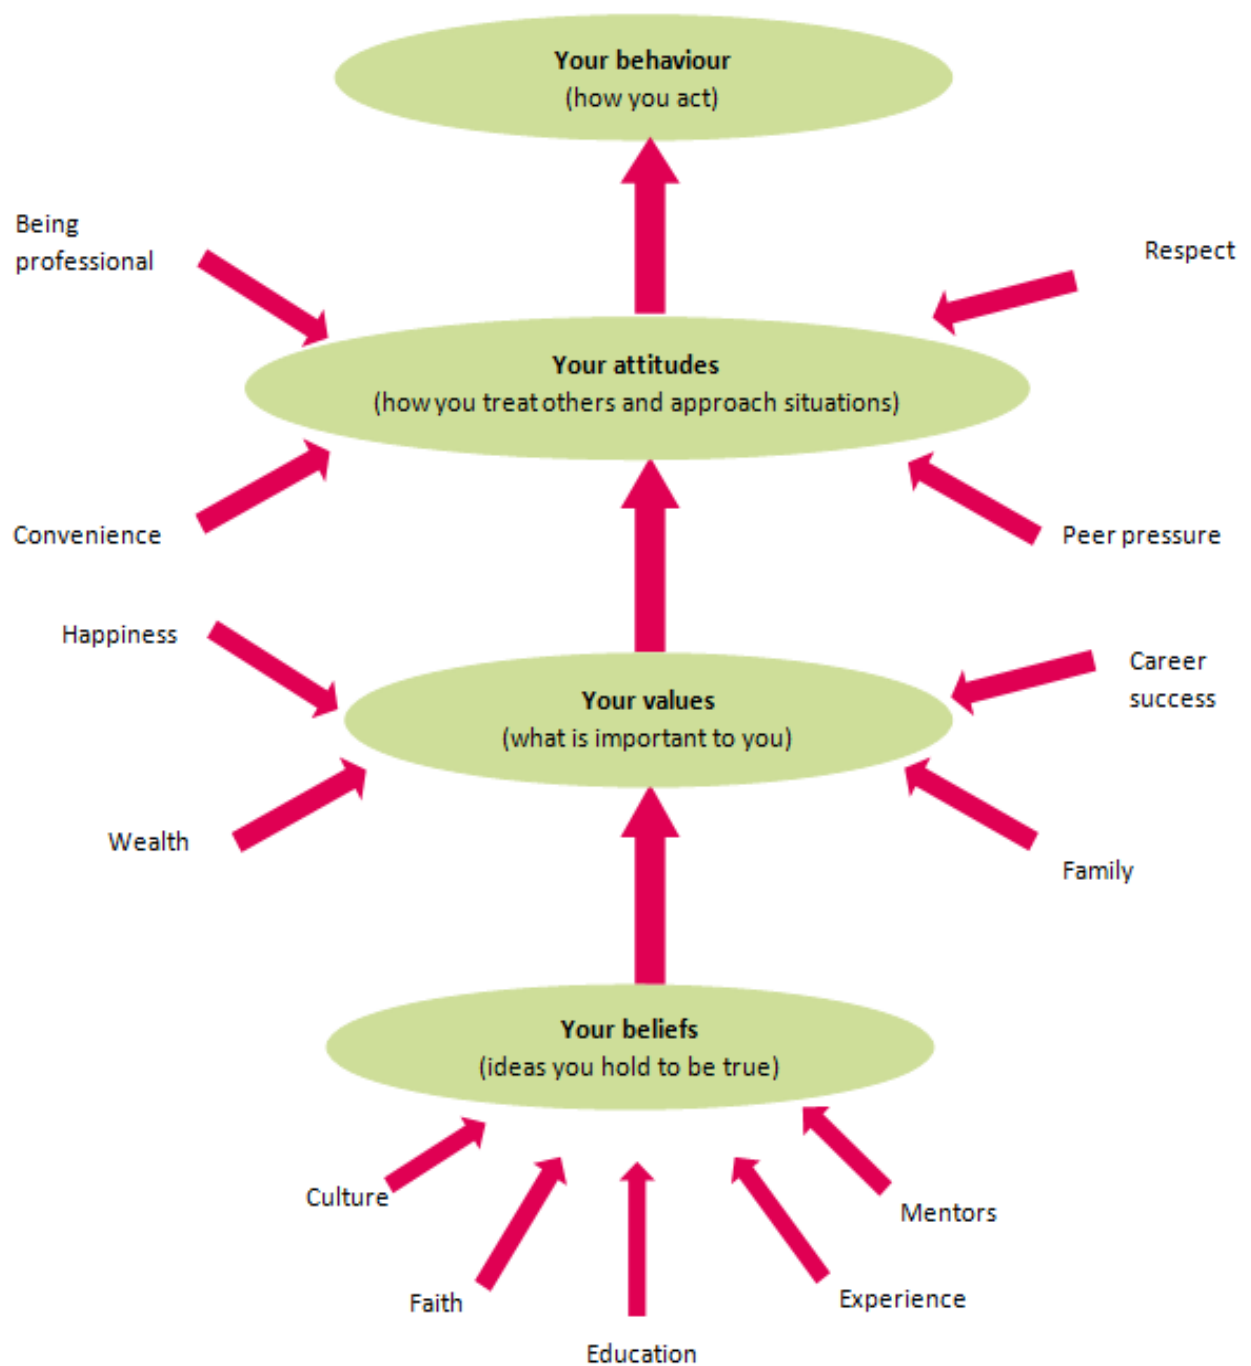 Your behaviour
(how you act)
Being
professional
Respect
Your attitudes
(how you treat others and approach situations)
Convenience
Peer pressure
Happiness
Career
success
Your values
(what is important to you)
Wealth
Family
Your beliefs
(ideas you hold to be true)
Culture
Mentors
Faith
Experience
Education